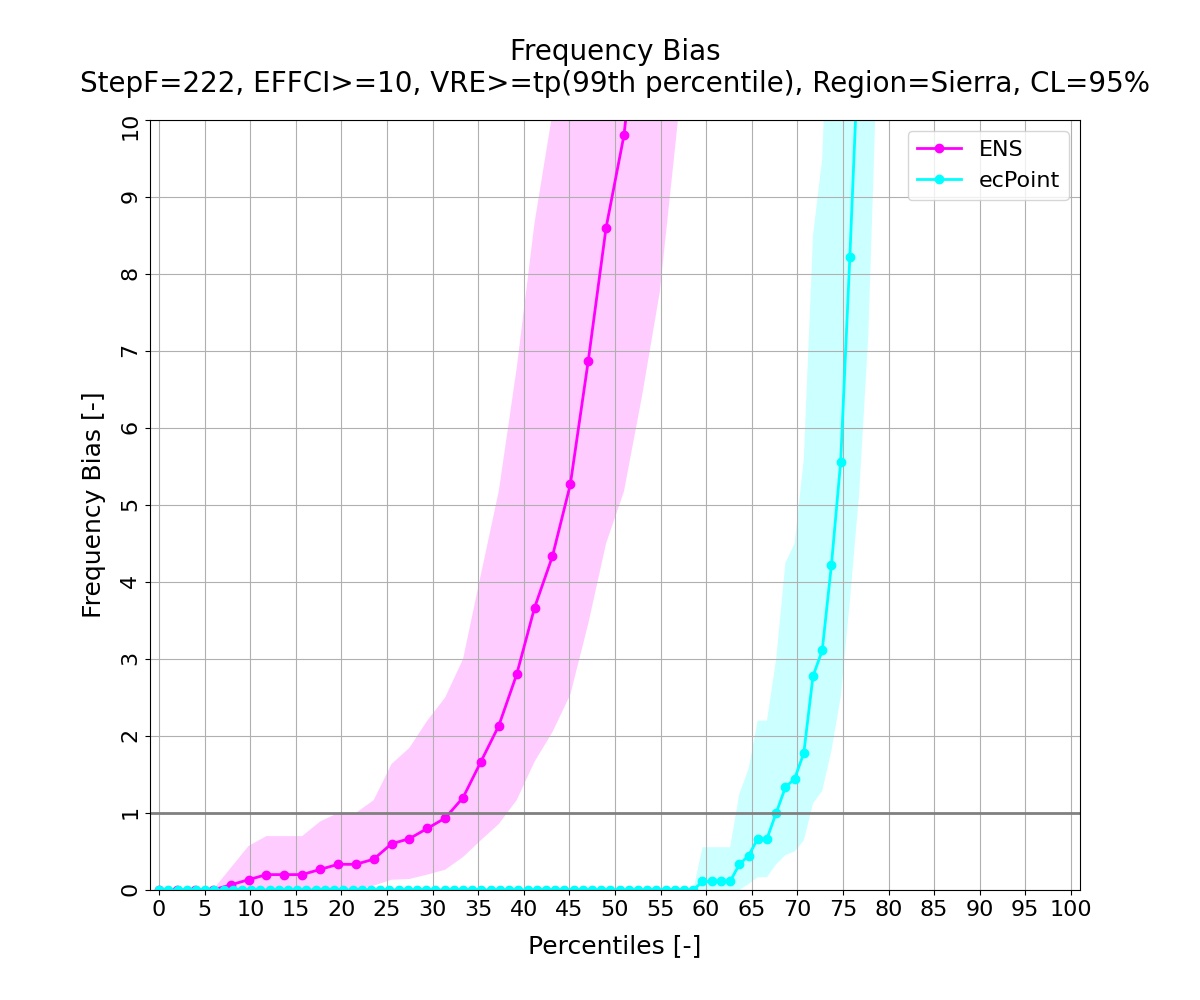 Frequency Bias
StepF=222, EFFCI>=10, VRE>=tp(99th percentile), Region=Sierra, CL=95%
10
9
8
7
6
5
4
3
2
1
0
Frequency Bias [-]
ENS
ecPoint
0 5 10 15 20 25 30 35 40 45 50 55 60 65 70 75 80 85 90 95 100
Percentiles [-]